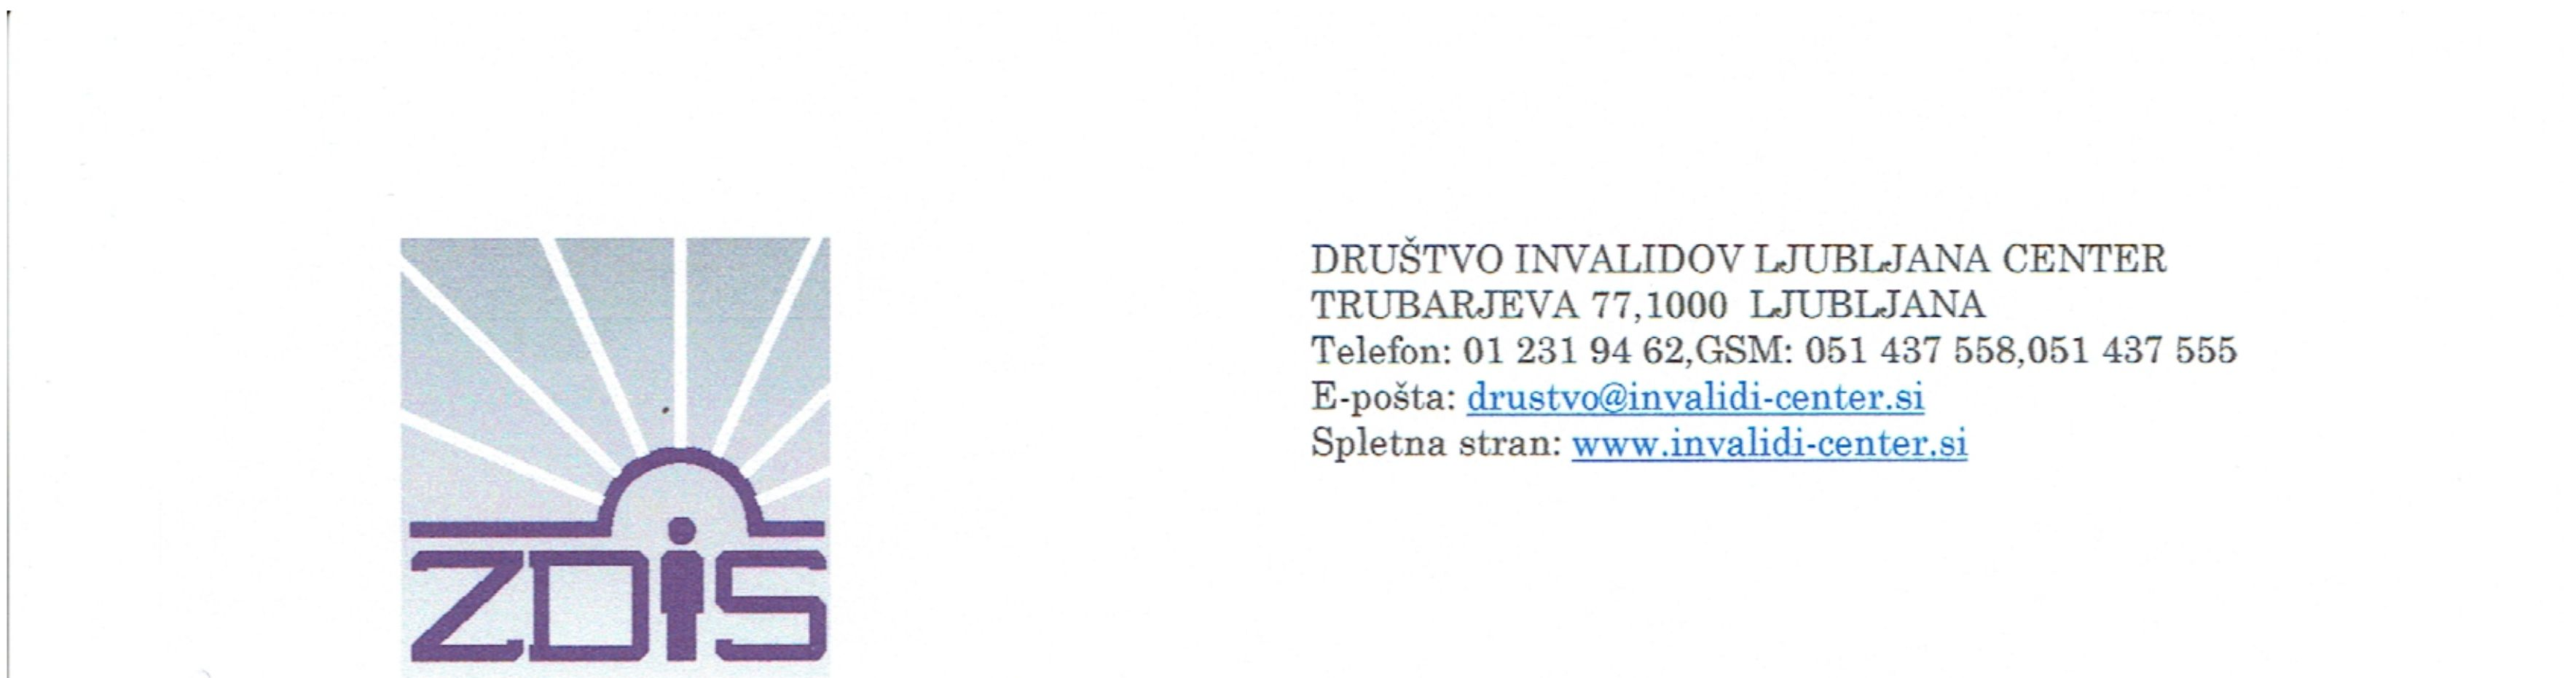 ZDiS
DRUŠTVO INVALIDOV LJUBLJANA CENTER
TRUBARJEVA 77,1000  LJUBLJANA
Telefon: 01 231 94 62,GSM: 051 437 558,051 437 555
E-pošta: drustvo@invalidi-center.si
Spletna stran: www.invalidi-center.si